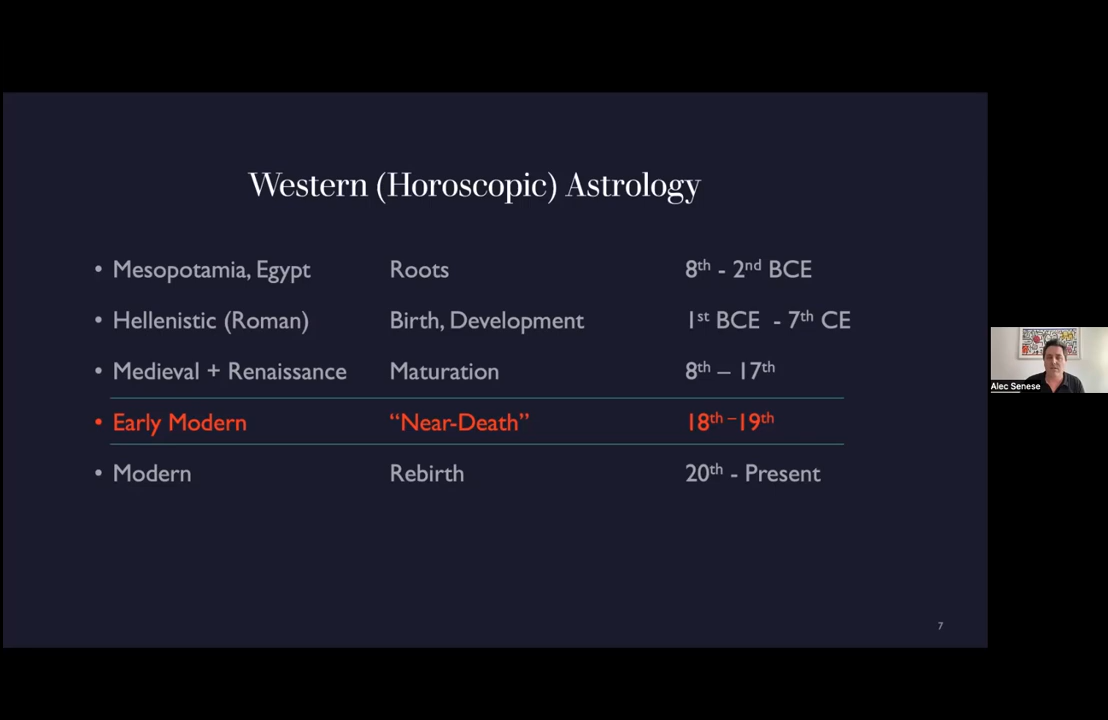 Western (Horoscopic) Astrology
• Mesopotamia, Egypt Roots 8th - 2nd BCE
• Hellenistic (Roman) Birth, Development 1st BCE - 7th CE
• Medieval + Renaissance Maturation 8th – 17th
• Early Modern “Near-Death” 18th –19th
• Modern Rebirth 20th - Present
Alec Senese
7